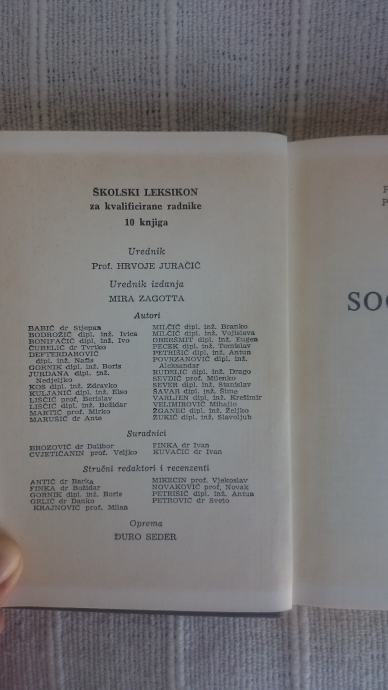 ŠKOLSKI LEKSIKON
za kvalificirane radnike
10 knjiga
Urednik
Prof. HRVOJE JURAČIĆ
Urednik izdanja
MIRA ZAGOTTA
Autori
BABIĆ dr Stjepan
BODROŽIĆ dipl. inž. Ivica
BONIFAČIĆ dipl. inž. Ivo
ČUBELIĆ dr Tvrtko
DEFTERDAROVIĆ
dipl. inž. Nafis
GORNIK dipl. inž. Boris
JURDANA dipl. inž.
Nedjeljko
KOS dipl. inž. Zdravko
KULJANIĆ dipl. inž. Elso
LISČIĆ prof. Berislav
LIŠČIĆ dipl. inž. Božidar
MARTIĆ prof. Mirko
MARUŠIĆ dr Ante
MILČIĆ dipl. inž. Branko
MILČIĆ dipl. inž. Vojislava
OBERŠMIT dipl. inž. Eugen
PECEK dipl. inž. Tomislav
PETRIŠIĆ dipl. inž. Antun
POVRZANOVIĆ dipl. inž.
Aleksandar
RUDELIĆ dipl. inž. Drago
SEVDIĆ prof. Milenko
SEVER dipl. inž. Stanislav
ŠAVAR dipl. inž. Šime
VARLJEN dipl. inž. Krešimir
VELIMIROVIĆ Mihajlo
ŽGANEC dipl. inž. Željko
ŽUKIĆ dipl. inž. Slavoljub
Suradnici
BROZOVIĆ dr Dalibor
CVJETIČANIN prof. Veljko
FINKA dr Ivan
KUVAČIĆ dr Ivan
Stručni redaktori i recenzenti
ANTIĆ dr Barka
FINKA dr Božidar
GORNIK dipl. inž. Boris
GRLIĆ dr Danko
KRAJNOVIĆ prof. Milan
MIKECIN prof. Vjekoslav
NOVAKOVIĆ prof. Novak
PETRIŠIĆ dipl. inž. Antun
PETROVIĆ dr Sveto
Oprema
ĐURO SEDER